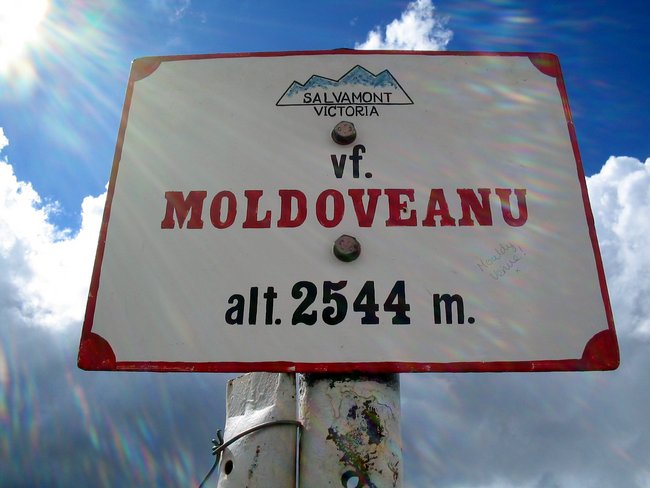 SALVAMONT
VICTORIA
vf.
MOLDOVEANU
alt. 2544 m.